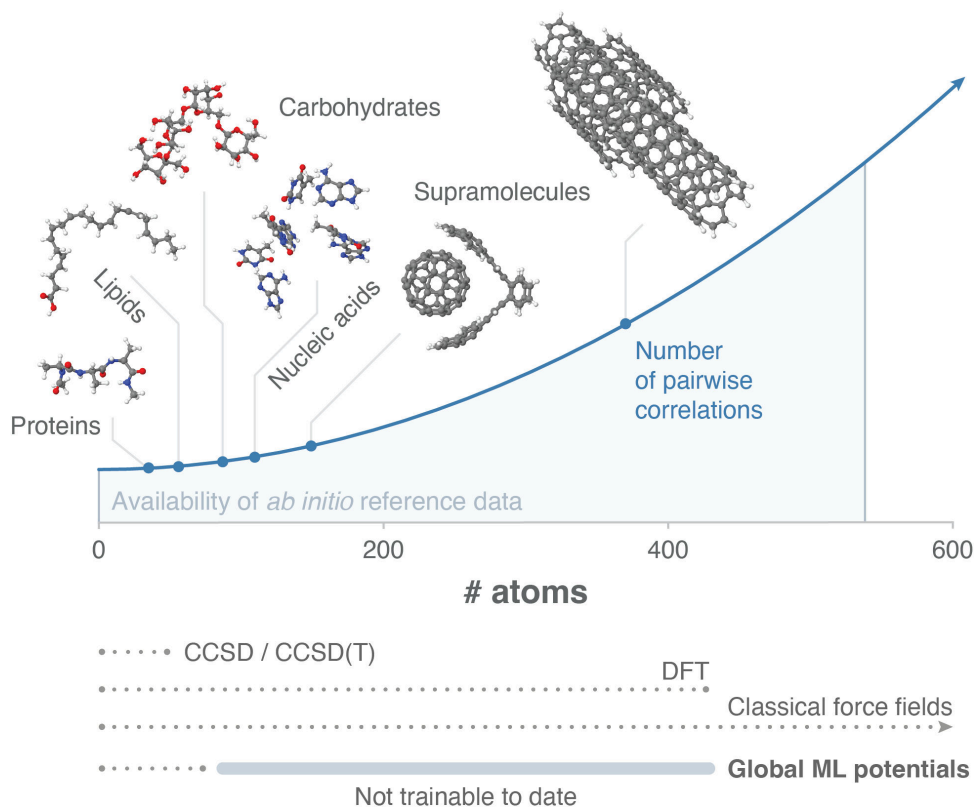 Carbohydrates
Supramolecules
Lipids
Nucleic acids
Proteins
Number
of pairwise
correlations
Availability of ab initio reference data
0
200
400
600
# atoms
CCSD / CCSD(T)
DFT
Classical force fields
Global ML potentials
Not trainable to date